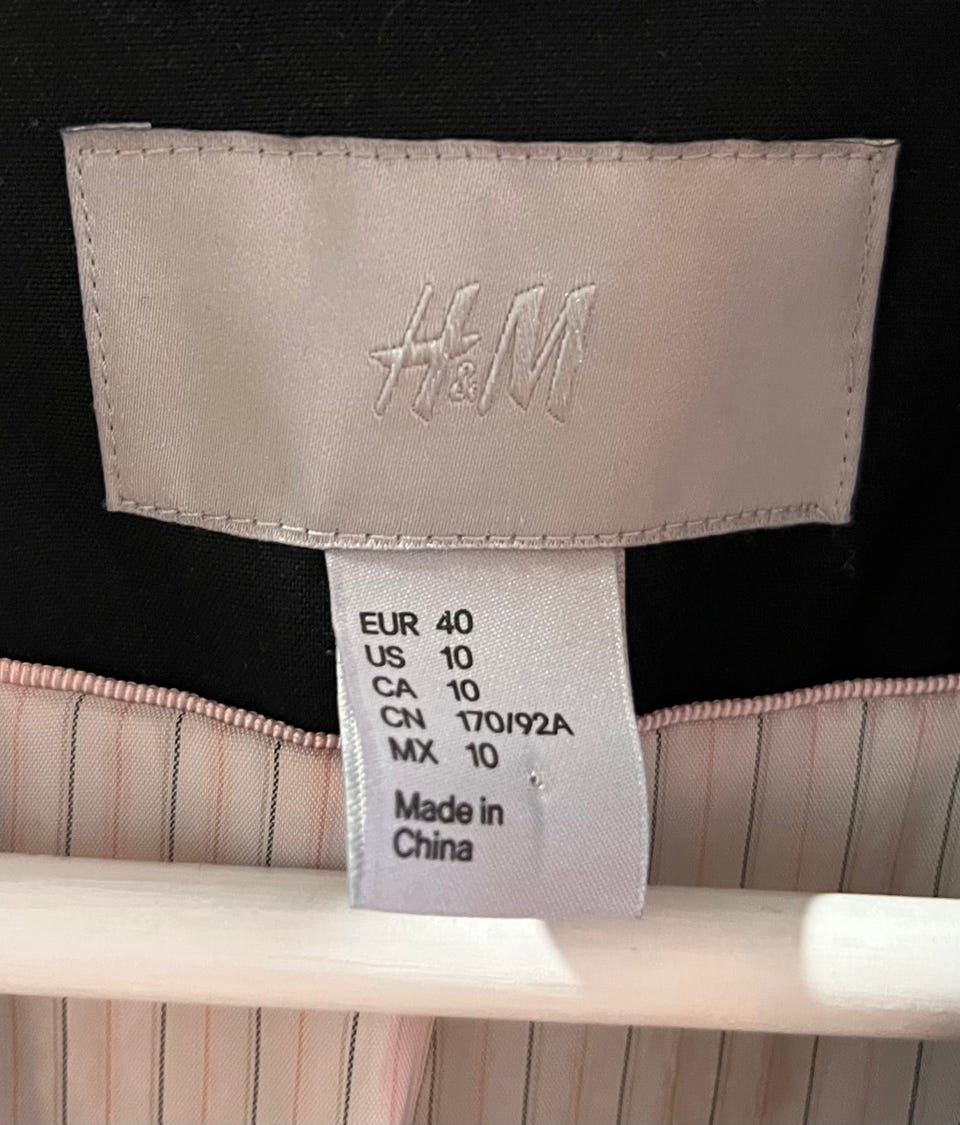 H&M
EUR 40
US 10
CA 10
CN 170/92A
MX 10
Made in
China